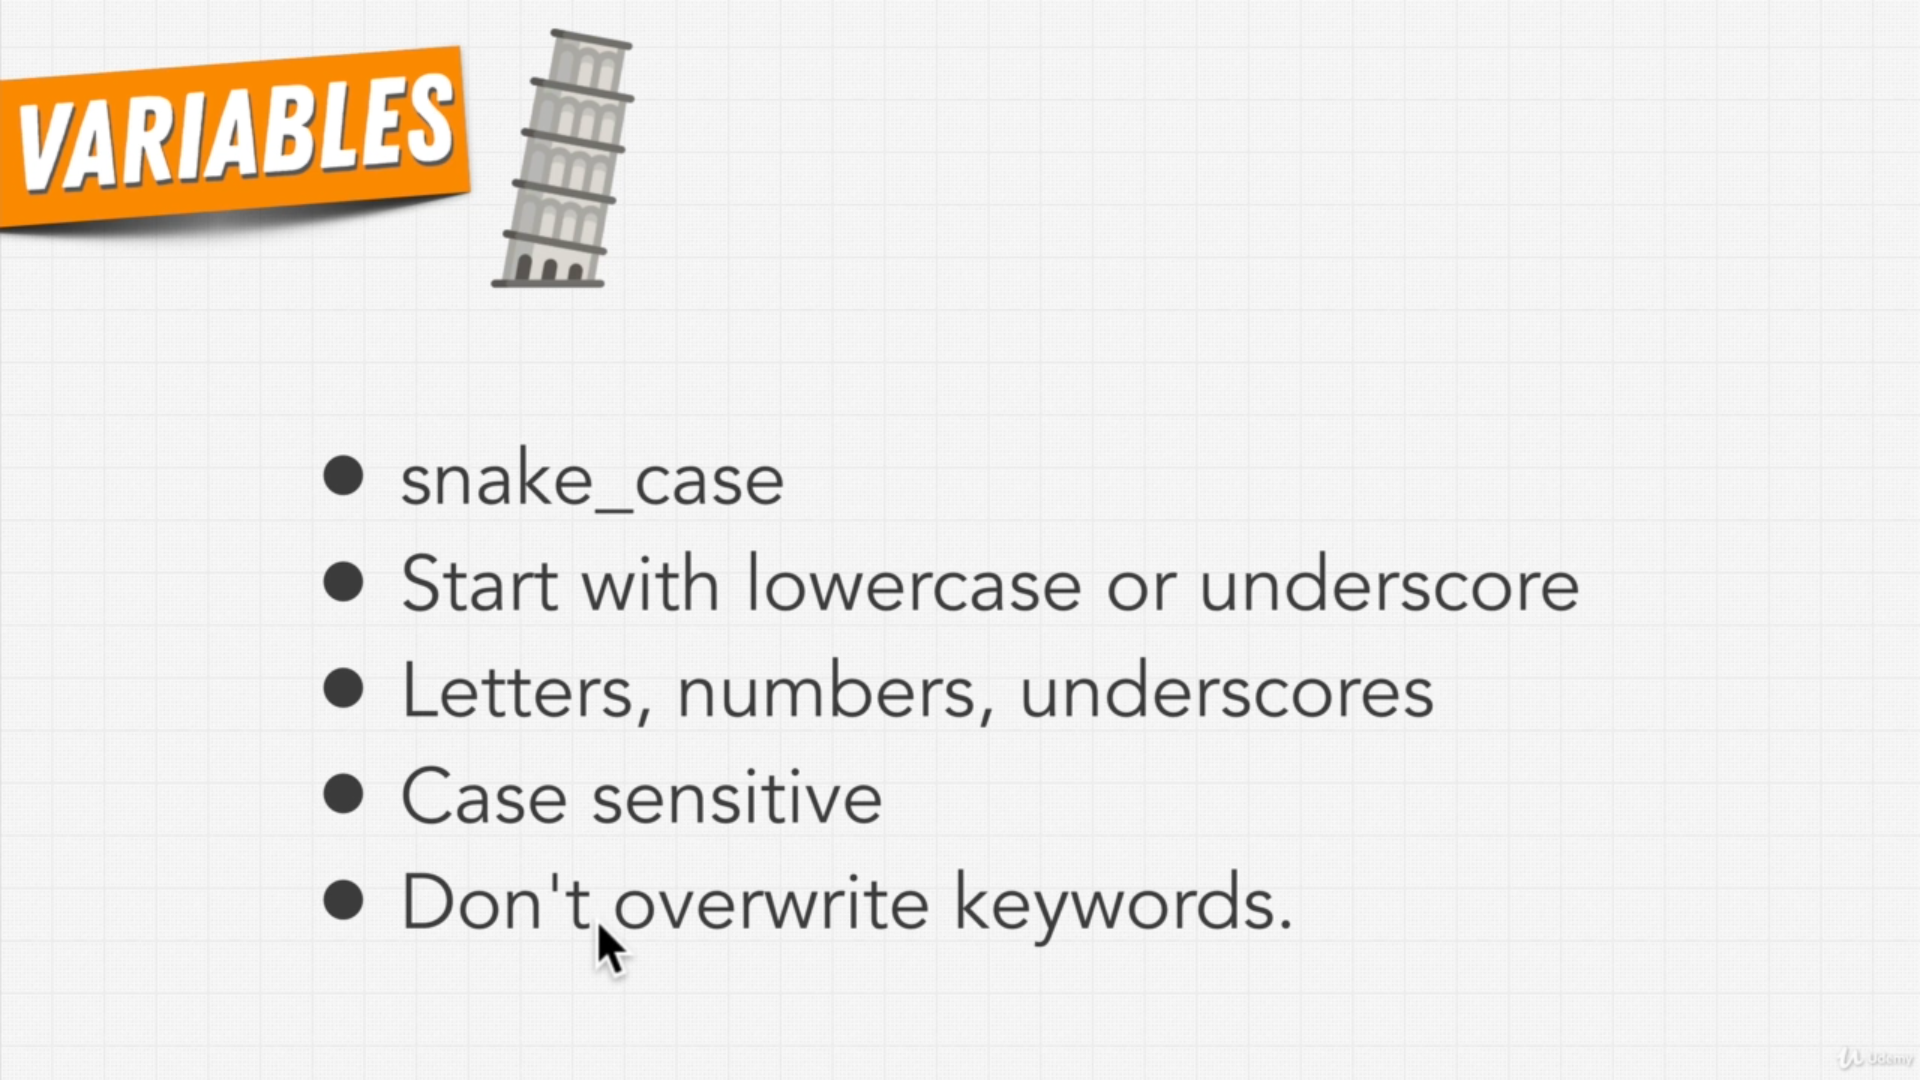 VARIABLES
snake_case
Start with lowercase or underscore
Letters, numbers, underscores
Case sensitive
Don't overwrite keywords.
Udemy